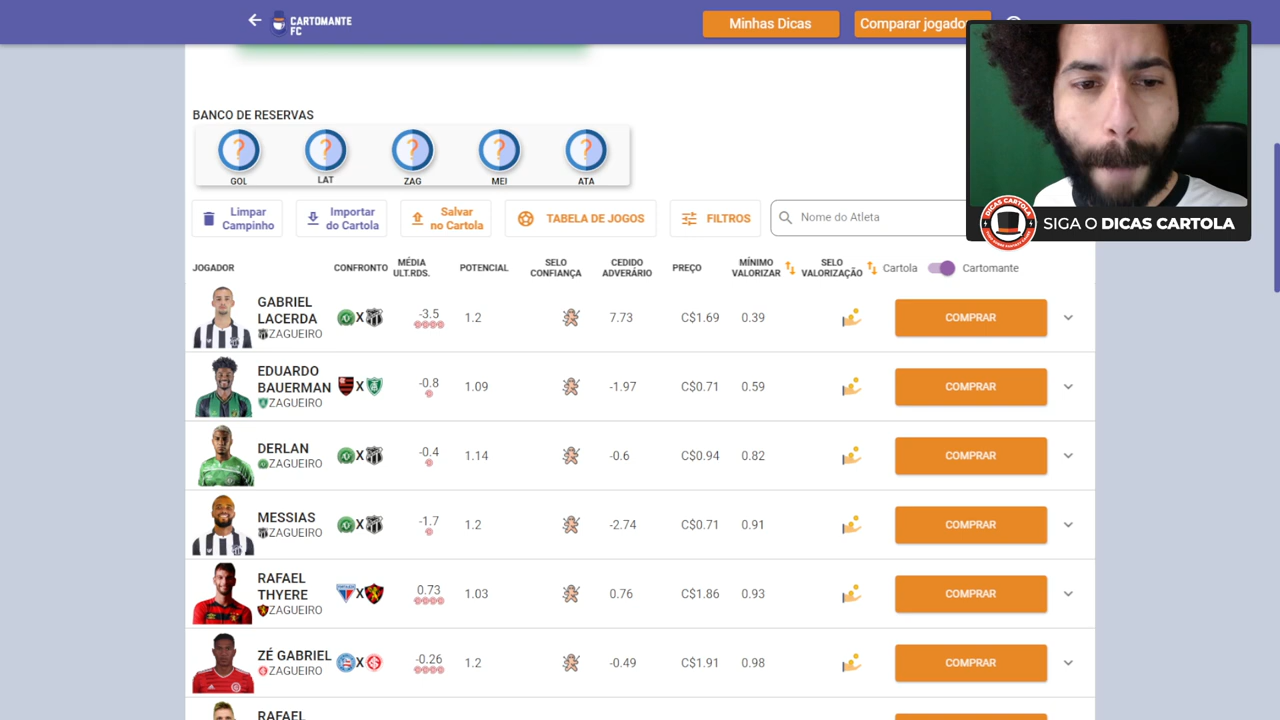 CARTOMANTE
FC
Minhas Dicas
Comparar jogado
BANCO DE RESERVAS
? ? ? ? ?
GOL LAT ZAG MEI ATA
Limpar
Campinho
Importar
do Cartola
Salvar
no Cartola
TABELA DE JOGOS
FILTROS
Nome do Atleta
DICAS CARTOLA
SIGA O DICAS CARTOLA
JOGADOR
CONFRONTO
MÉDIA
ULT.RDS.
POTENCIAL
SELO
CONFIANÇA
CEDIDO
ADVERÁRIO
PREÇO
MÍNIMO
VALORIZAR
SELO
VALORIZAÇÃO
Cartola
Cartomante
GABRIEL
LACERDA
ZAGUEIRO
X
-3.5
1.2
7.73
C$1.69
0.39
COMPRAR
EDUARDO
BAUERMAN
ZAGUEIRO
X
-0.8
1.09
-1.97
C$0.71
0.59
COMPRAR
DERLAN
ZAGUEIRO
X
-0.4
1.14
-0.6
C$0.94
0.82
COMPRAR
MESSIAS
ZAGUEIRO
X
-1.7
1.2
-2.74
C$0.71
0.91
COMPRAR
RAFAEL
THYERE
ZAGUEIRO
X
0.73
1.03
0.76
C$1.86
0.93
COMPRAR
ZÉ GABRIEL
ZAGUEIRO
X
-0.26
1.2
-0.49
C$1.91
0.98
COMPRAR
RAFAEL